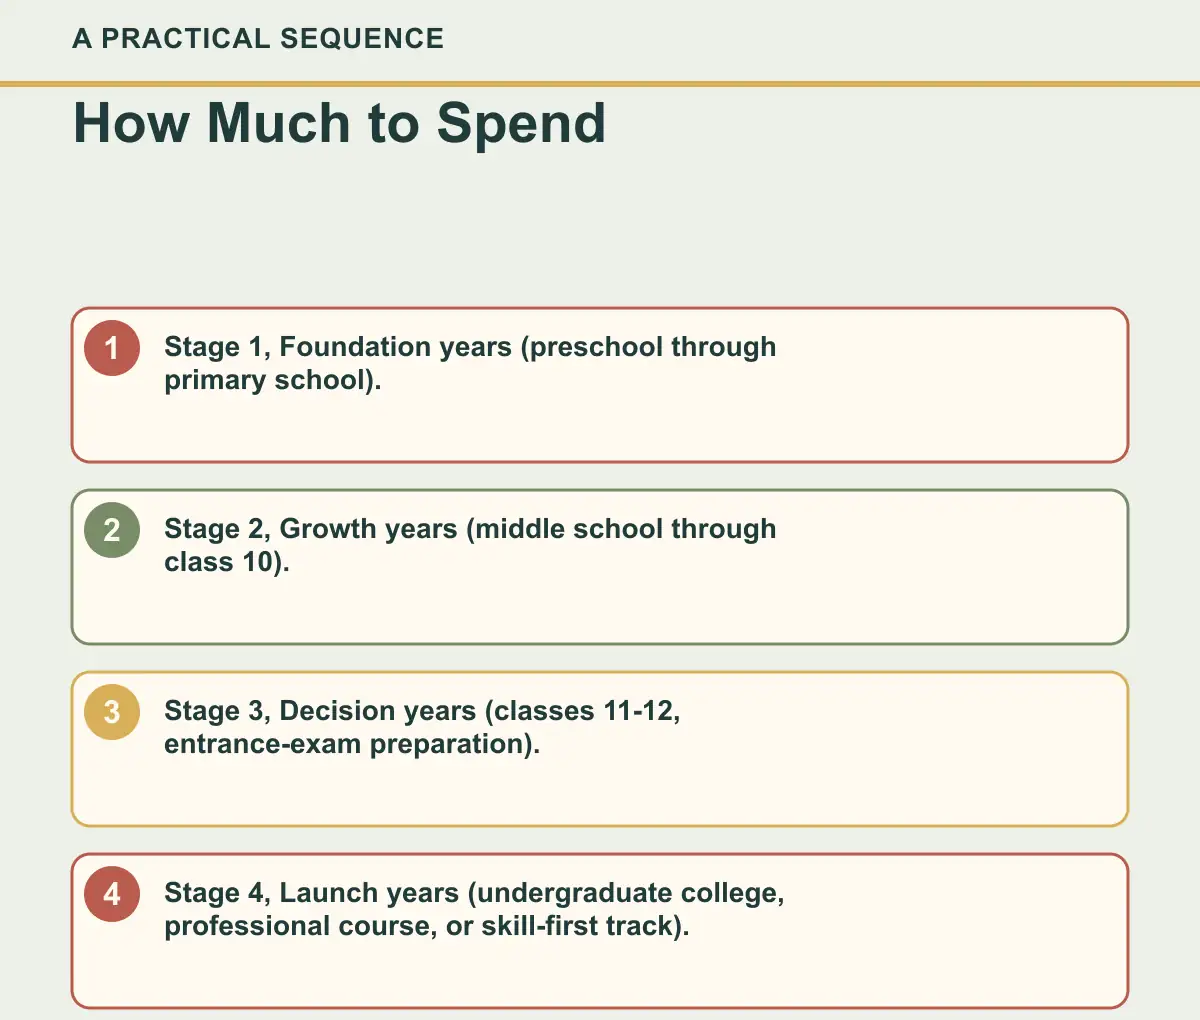 A PRACTICAL SEQUENCE
How Much to Spend
1
Stage 1, Foundation years (preschool through
primary school).
2
Stage 2, Growth years (middle school through
class 10).
3
Stage 3, Decision years (classes 11-12,
entrance-exam preparation).
4
Stage 4, Launch years (undergraduate college,
professional course, or skill-first track).